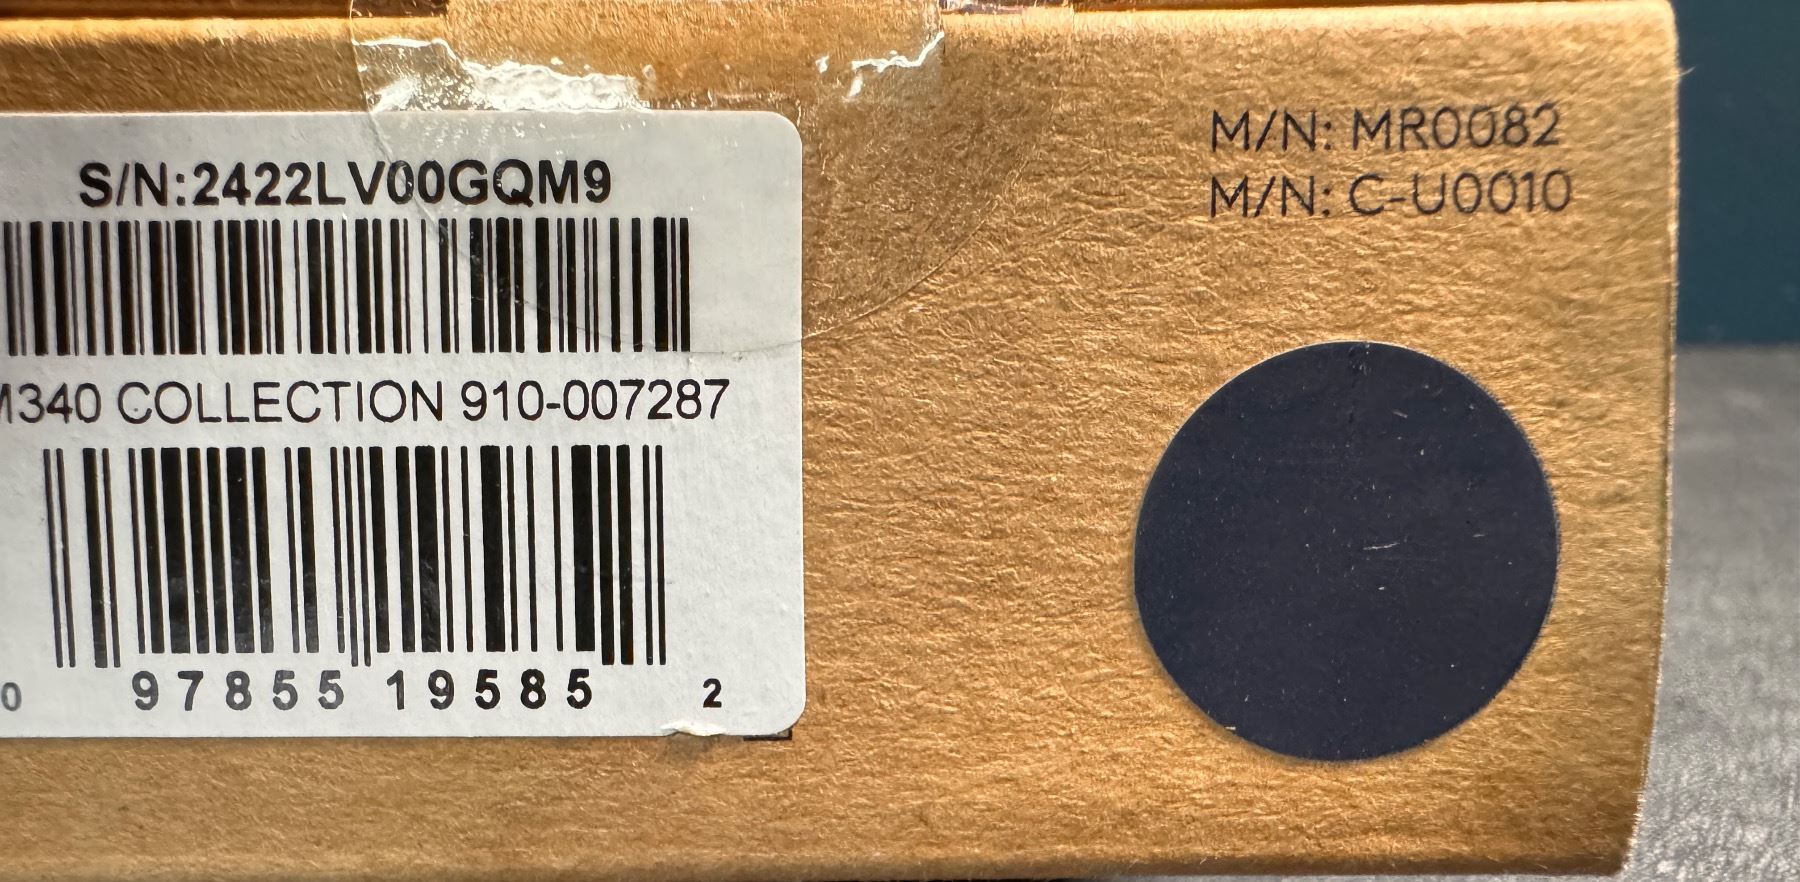 M/N: MR0082
M/N: C-U0010
S/N:2422LV00GQM9
M340 COLLECTION 910-007287
0 97855 19585 2